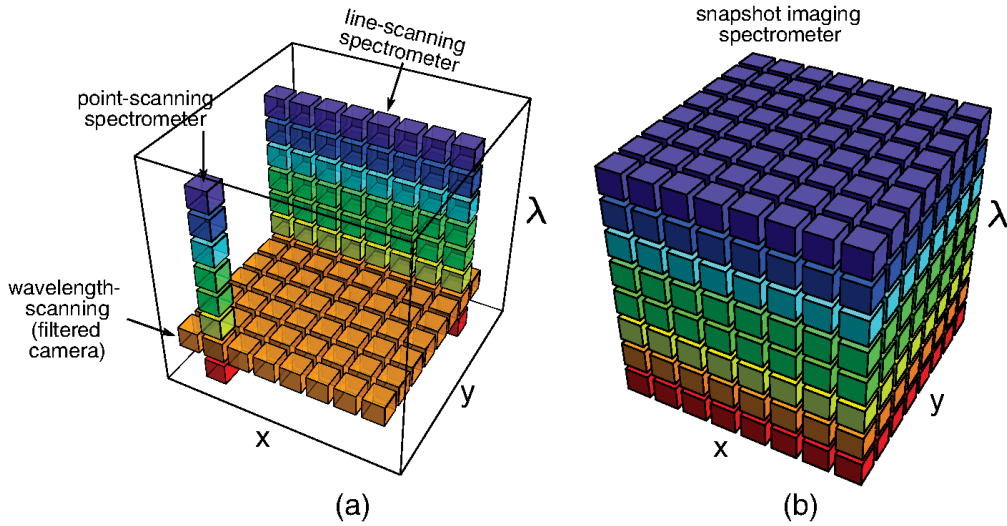 line-scanning
spectrometer
point-scanning
spectrometer
wavelength-
scanning
(filtered
camera)
λ
y
x
(a)
snapshot imaging
spectrometer
λ
y
x
(b)